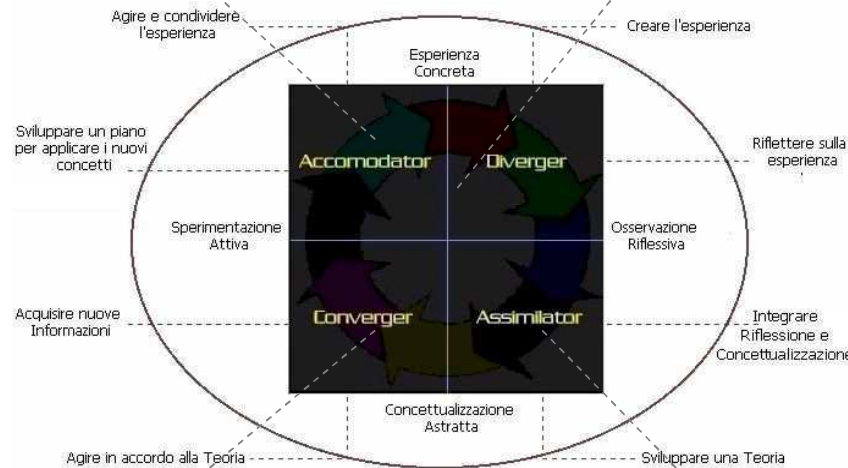 Agire e condividere
l'esperienza
Creare l'esperienza
Esperienza
Concreta
Sviluppare un piano
per applicare i nuovi
concetti
Accomodator
Diverger
Riflettere sulla
esperienza
Sperimentazione
Attiva
Osservazione
Riflessiva
Acquisire nuove
Informazioni
Converger
Assimilator
Integrare
Riflessione e
Concettualizzazione
Concettualizzazione
Astratta
Agire in accordo alla Teoria
Sviluppare una Teoria